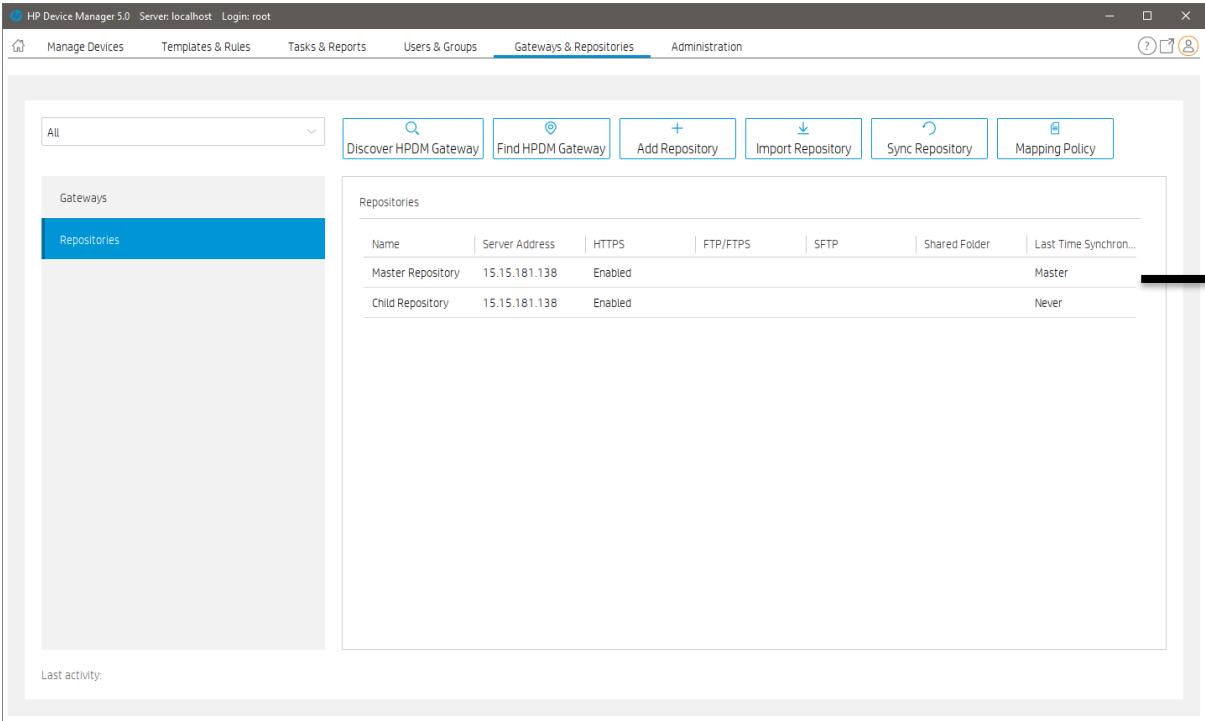 HP Device Manager 5.0 Server: localhost Login: root
Manage Devices Templates & Rules Tasks & Reports Users & Groups Gateways & Repositories Administration
All
Discover HPDM Gateway Find HPDM Gateway Add Repository Import Repository Sync Repository Mapping Policy
Gateways
Repositories
Repositories
Name Server Address HTTPS FTP/FTPS SFTP Shared Folder Last Time Synchron...
Master Repository 15.15.181.138 Enabled Master
Child Repository 15.15.181.138 Enabled Never
Last activity: